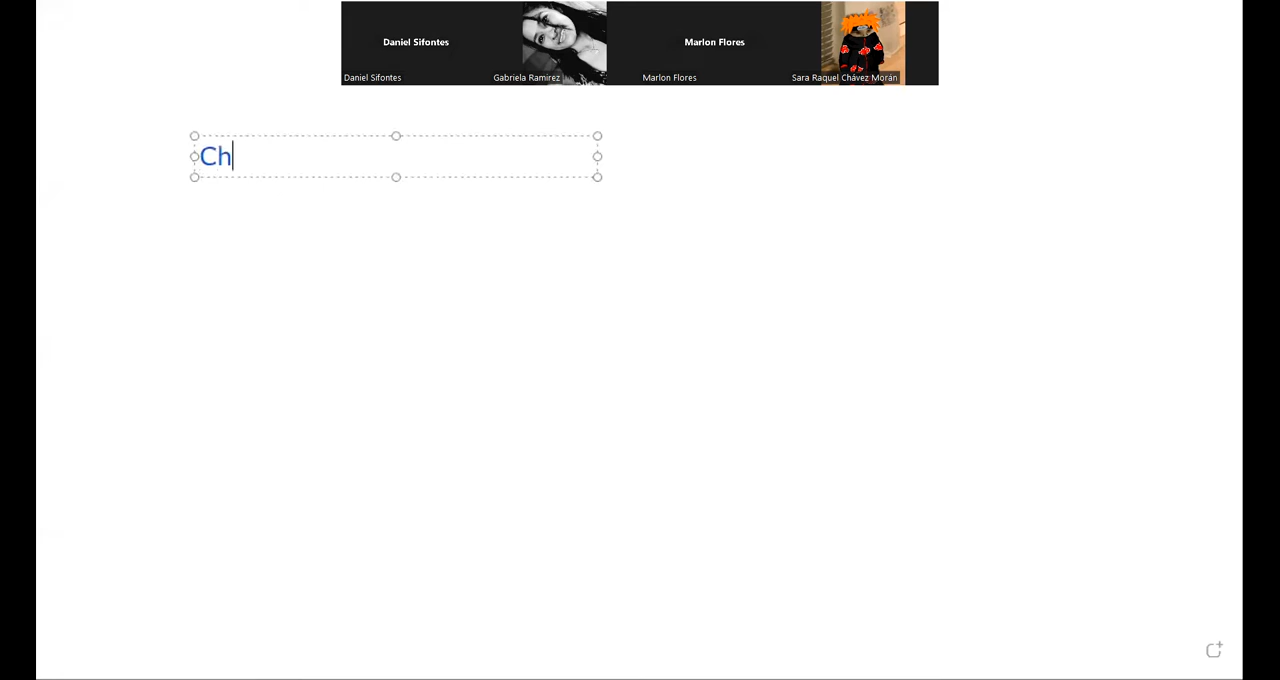 Daniel Sifontes
Marlon Flores
Daniel Sifontes
Gabriela Ramirez
Marlon Flores
Sara Raquel Chávez Morán
Ch